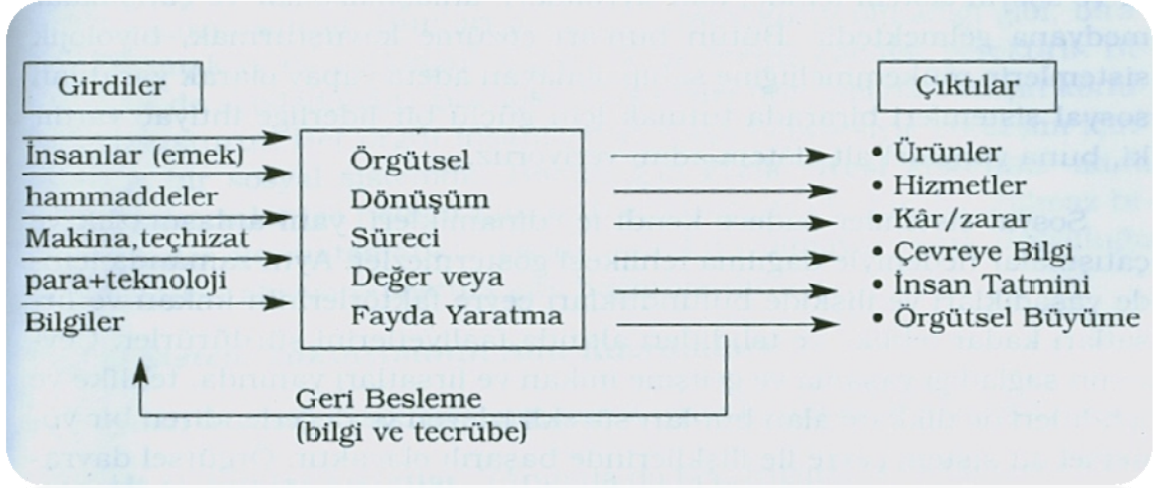 Girdiler
İnsanlar (emek)
hammaddeler
Makina,teçhizat
para+teknoloji
Bilgiler
Örgütsel
Dönüşüm
Süreci
Değer veya
Fayda Yaratma
Geri Besleme
(bilgi ve tecrübe)
Çıktılar
• Ürünler
• Hizmetler
• Kâr/zarar
• Çevreye Bilgi
• İnsan Tatmini
• Örgütsel Büyüme